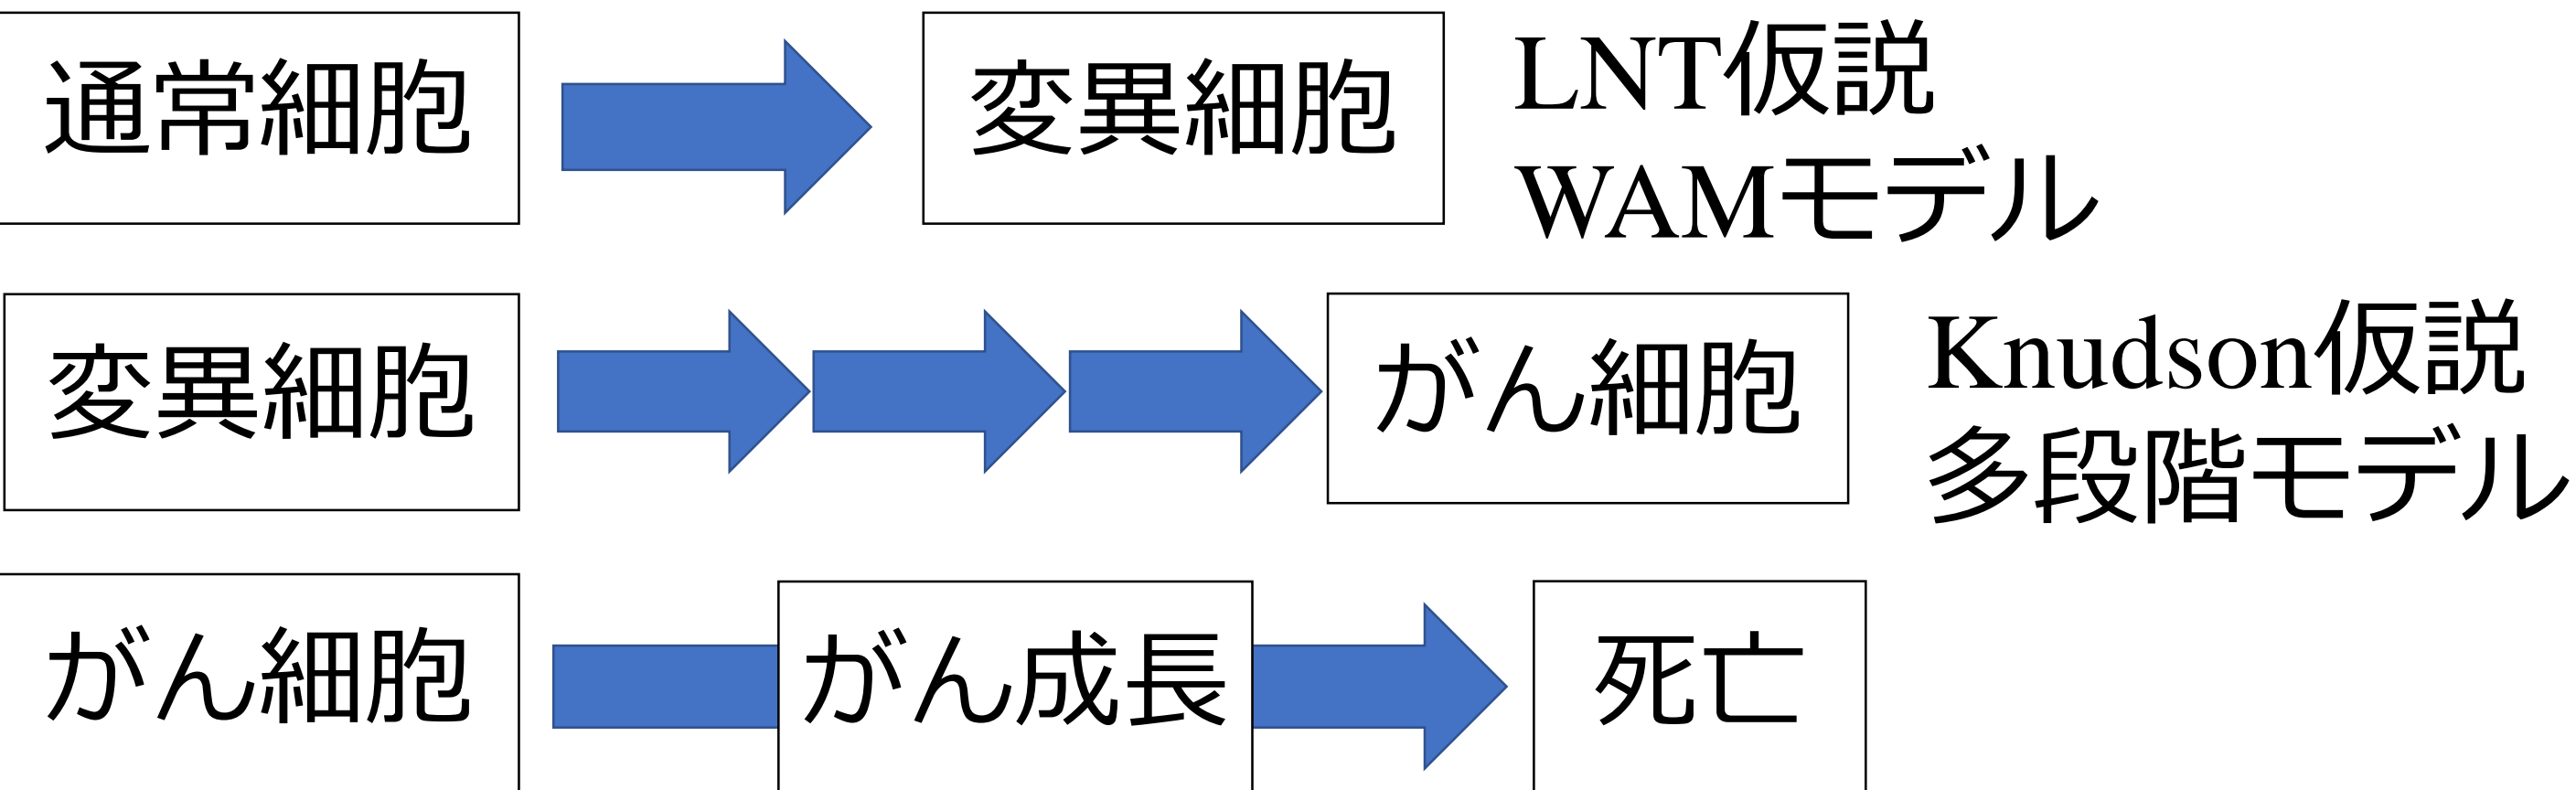 通常細胞
変異細胞
LNT仮説
WAMモデル
変異細胞
がん細胞
Knudson仮説
多段階モデル
がん細胞
がん成長
死亡